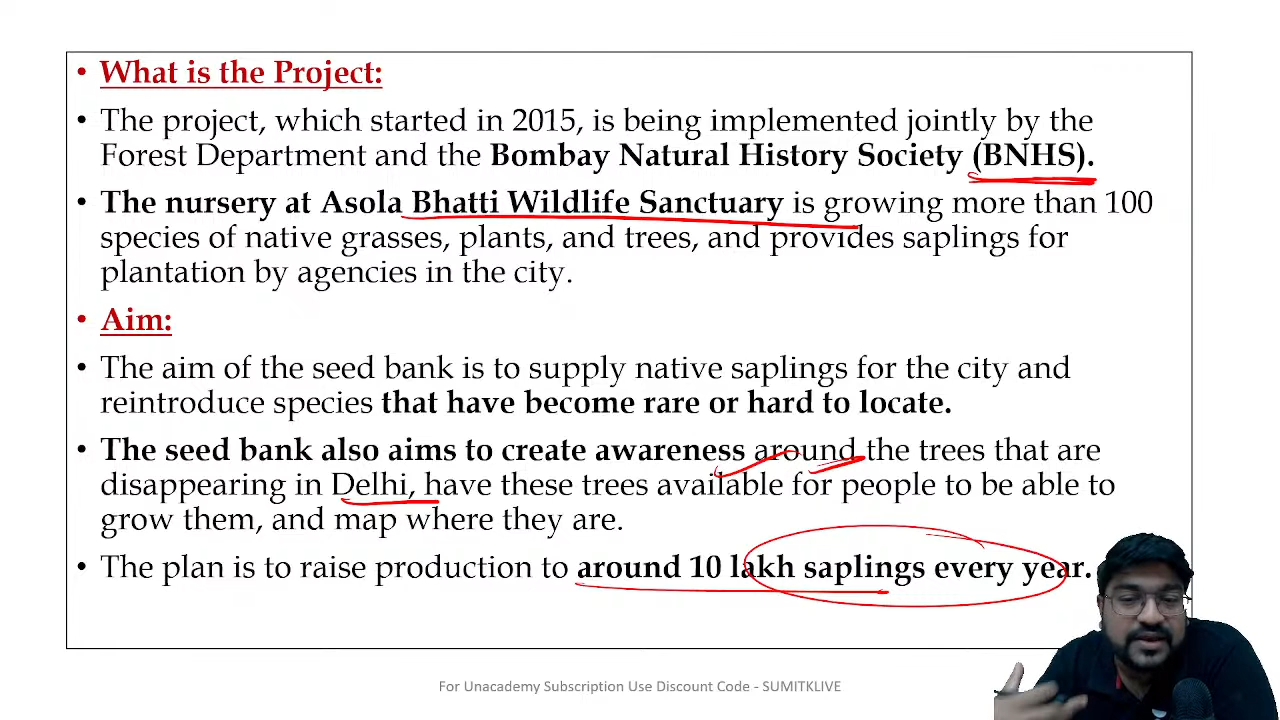 What is the Project:
The project, which started in 2015, is being implemented jointly by the
Forest Department and the Bombay Natural History Society (BNHS).
The nursery at Asola Bhatti Wildlife Sanctuary is growing more than 100
species of native grasses, plants, and trees, and provides saplings for
plantation by agencies in the city.
Aim:
The aim of the seed bank is to supply native saplings for the city and
reintroduce species that have become rare or hard to locate.
The seed bank also aims to create awareness around the trees that are
disappearing in Delhi, have these trees available for people to be able to
grow them, and map where they are.
The plan is to raise production to around 10 lakh saplings every year.
For Unacademy Subscription Use Discount Code - SUMITKLIVE